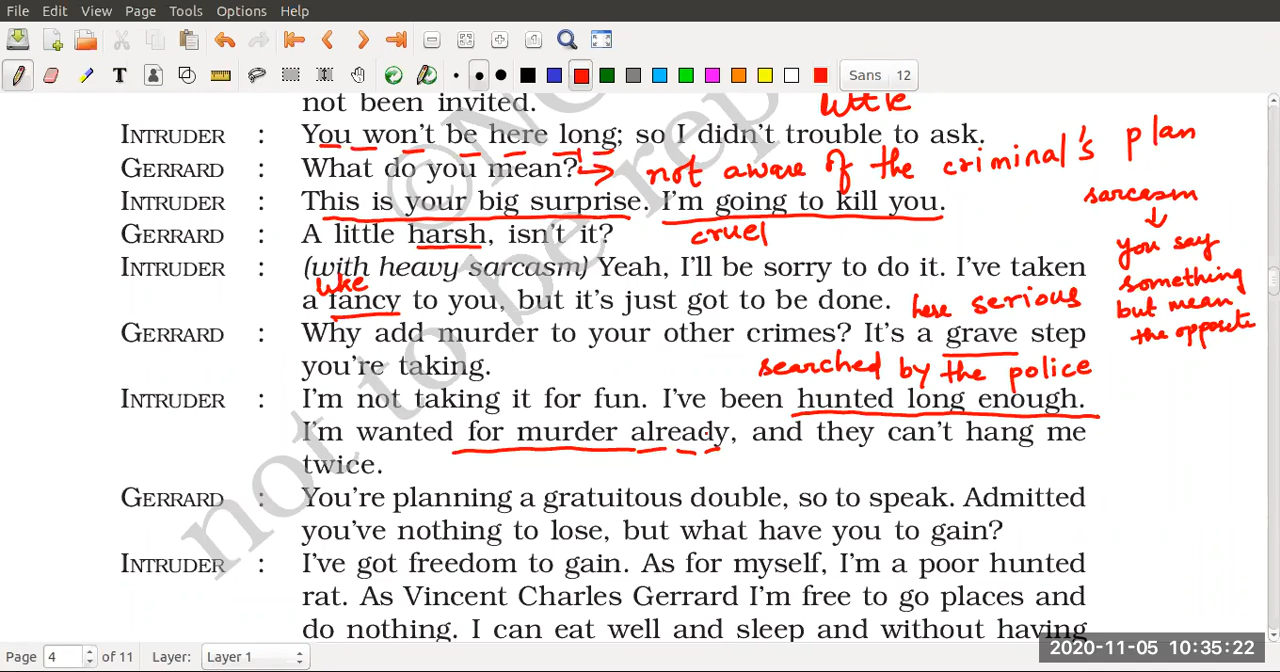 File Edit View Page Tools Options Help
Sans 12
not been invited. little
INTRUDER : You won't be here long; so I didn't trouble to ask.
GERRARD : What do you mean? → not aware of the criminal's plan
INTRUDER : This is your big surprise. I'm going to kill you.
sarcasm
↓
you say
something
but mean
the opposite
GERRARD : A little harsh, isn't it? cruel
INTRUDER : (with heavy sarcasm) Yeah, I'll be sorry to do it. I've taken
like
a fancy to you, but it's just got to be done. here serious
GERRARD : Why add murder to your other crimes? It's a grave step
you're taking. searched by the police
INTRUDER : I'm not taking it for fun. I've been hunted long enough.
I'm wanted for murder already, and they can't hang me
twice.
GERRARD : You're planning a gratuitous double, so to speak. Admitted
you've nothing to lose, but what have you to gain?
INTRUDER : I've got freedom to gain. As for myself, I'm a poor hunted
rat. As Vincent Charles Gerrard I'm free to go places and
do nothing. I can eat well and sleep and without having
not to be rep
©NC
Page 4 of 11 Layer: Layer 1
2020-11-05 10:35:22